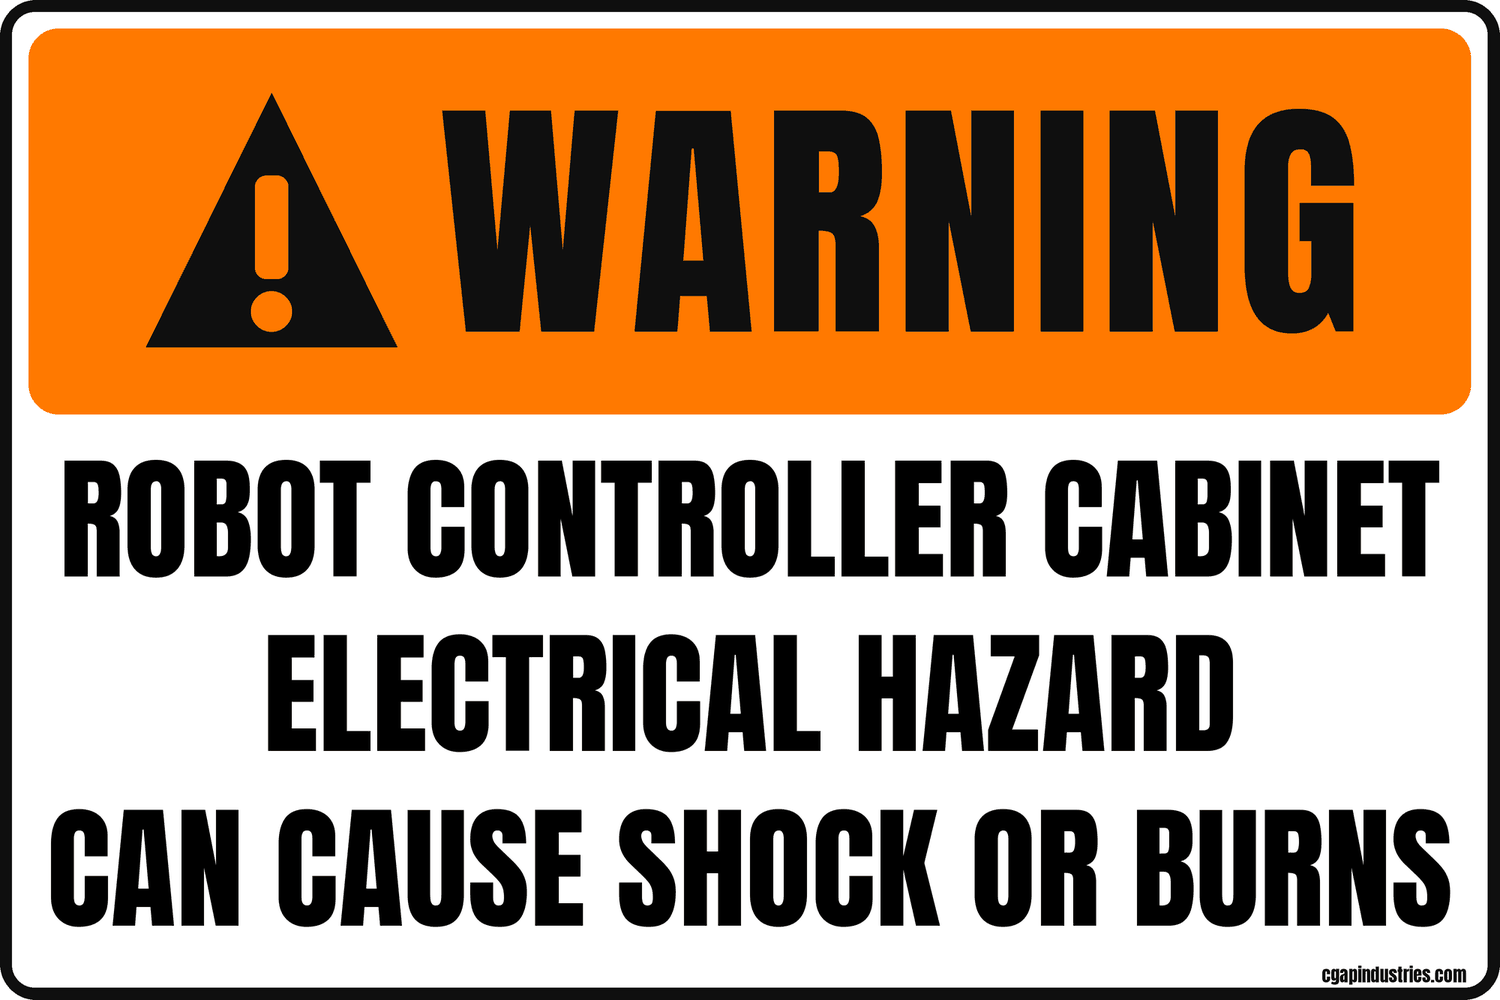 WARNING
ROBOT CONTROLLER CABINET
ELECTRICAL HAZARD
CAN CAUSE SHOCK OR BURNS
cgapindustries.com